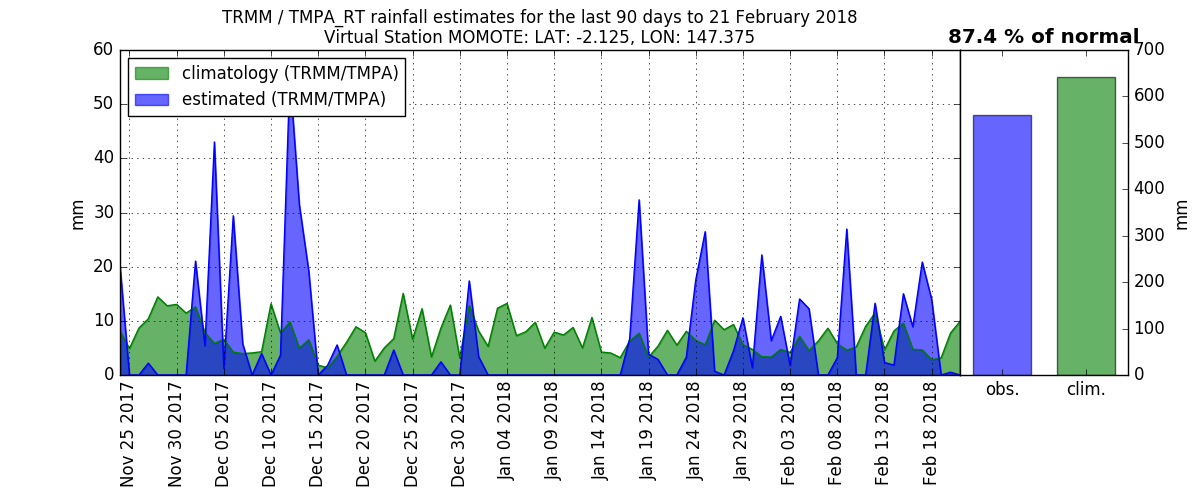 TRMM / TMPA_RT rainfall estimates for the last 90 days to 21 February 2018
Virtual Station MOMOTE: LAT: -2.125, LON: 147.375
87.4 % of normal
climatology (TRMM/TMPA)
estimated (TRMM/TMPA)
60
50
40
30
20
10
0
mm
Nov 25 2017
Nov 30 2017
Dec 05 2017
Dec 10 2017
Dec 15 2017
Dec 20 2017
Dec 25 2017
Dec 30 2017
Jan 04 2018
Jan 09 2018
Jan 14 2018
Jan 19 2018
Jan 24 2018
Jan 29 2018
Feb 03 2018
Feb 08 2018
Feb 13 2018
Feb 18 2018
obs.
clim.
700
600
500
400
300
200
100
0
mm